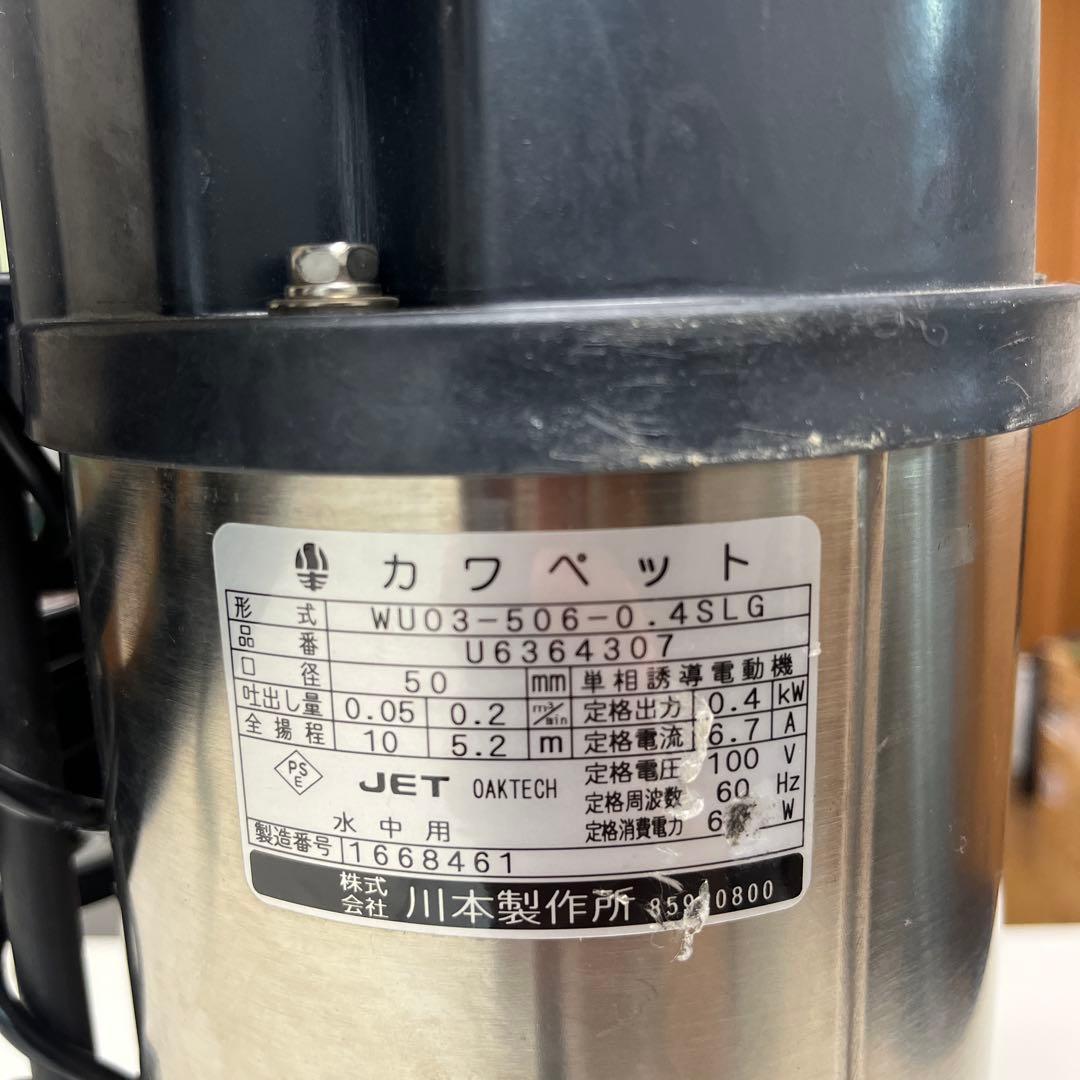 カワペット
形式 WU03-506-0.4SLG
品番 U6364307
口径 50 mm 単相誘導電動機
吐出し量 0.05 0.2 m³/min 定格出力 0.4 kW
全揚程 10 5.2 m 定格電流 6.7 A
PSE JET OAKTECH 定格電圧 100 V
定格周波数 60 Hz
水中用 定格消費電力 W
製造番号 1668461
株式会社 川本製作所